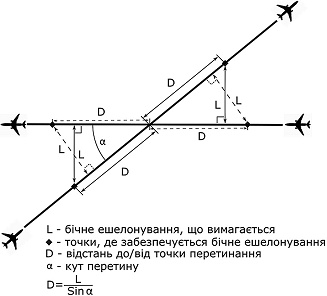 D
L
D
L
L
α
L
D
D
L - бічне ешелонування, що вимагається
◆ - точки, де забезпечується бічне ешелонування
D - відстань до/від точки перетинання
α - кут перетину
D=L/Sinα